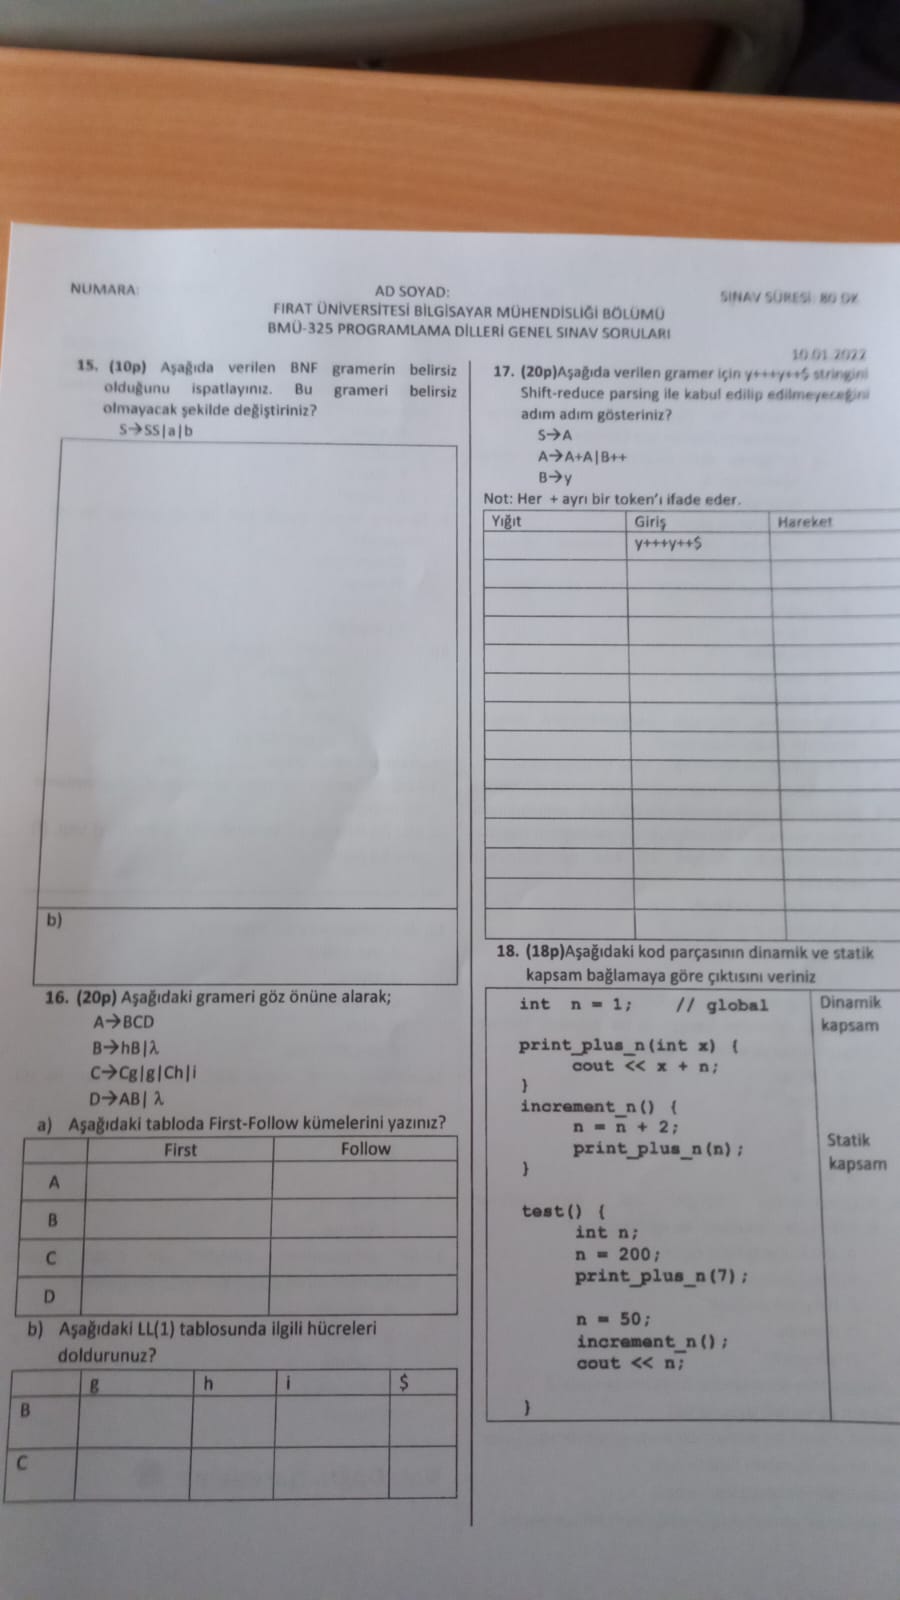 NUMARA:
AD SOYAD:
SINAV SÜRESİ: 80 DK
FIRAT ÜNİVERSİTESİ BİLGİSAYAR MÜHENDİSLİĞİ BÖLÜMÜ
BMÜ-325 PROGRAMLAMA DİLLERİ GENEL SINAV SORULARI
10.01.2022
15. (10p) Aşağıda verilen BNF gramerin belirsiz
olduğunu ispatlayınız. Bu grameri belirsiz
olmayacak şekilde değiştiriniz?
S→SS|a|b
b)
16. (20p) Aşağıdaki grameri göz önüne alarak;
A→BCD
B→hB|λ
C→Cg|g|Ch|i
D→AB| λ
a) Aşağıdaki tabloda First-Follow kümelerini yazınız?
First Follow
A
B
C
D
b) Aşağıdaki LL(1) tablosunda ilgili hücreleri
doldurunuz?
g h i $
B
C
17. (20p)Aşağıda verilen gramer için y+++y++$ stringini
Shift-reduce parsing ile kabul edilip edilmeyeceğini
adım adım gösteriniz?
S→A
A→A+A|B++
B→y
Not: Her + ayrı bir token'ı ifade eder.
Yığıt Giriş Hareket
y+++y++$
18. (18p)Aşağıdaki kod parçasının dinamik ve statik
kapsam bağlamaya göre çıktısını veriniz
int n = 1; // global
print_plus_n(int x) {
cout << x + n;
}
increment_n() {
n = n + 2;
print_plus_n(n);
}
test() {
int n;
n = 200;
print_plus_n(7);
n = 50;
increment_n();
cout << n;
}
Dinamik
kapsam
Statik
kapsam